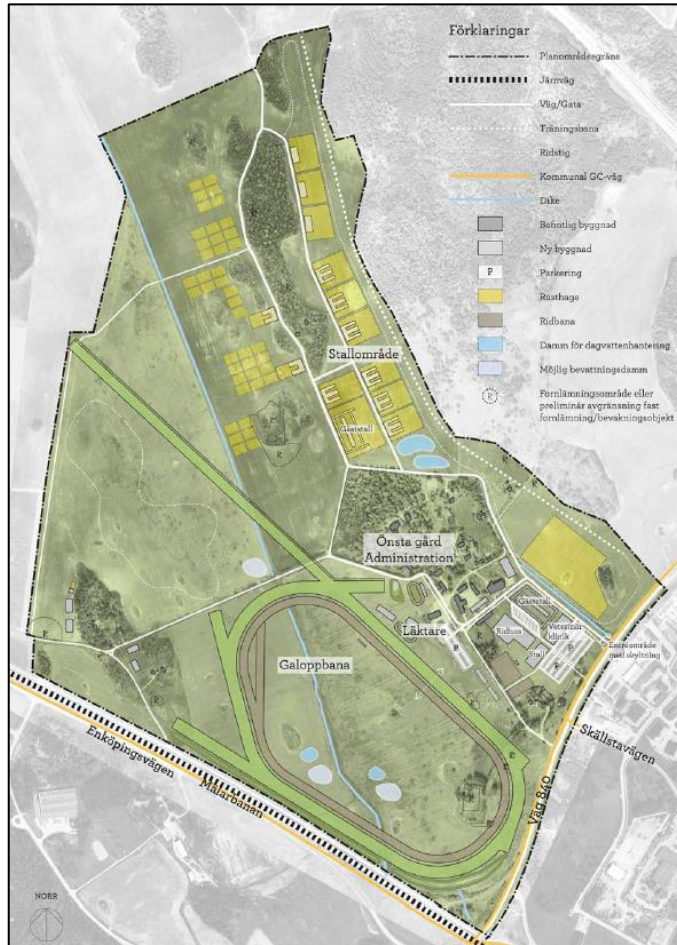 Förklaringar
Planområdesgräns
Järnväg
Väg/Gata
Träningsbana
Ridstig
Kommunal GC-väg
Dike
Befintlig byggnad
Ny byggnad
P
Parkering
Rasthage
Ridbana
Damm för dagvattenhantering
Möjlig bevattningsdamm
R
Fornlämningsområde eller
preliminär avgränsning fast
fornlämning/bevakningsobjekt
Stallområde
Gäststall
Önsta gård
Administration
Läktare
Gäststall
Ridhus
Veterinär
klinik
Stall
Entréområde
med skyltning
Galoppbana
Skällstavägen
Väg 840
Enköpingsvägen
Mälarbanan
NORR